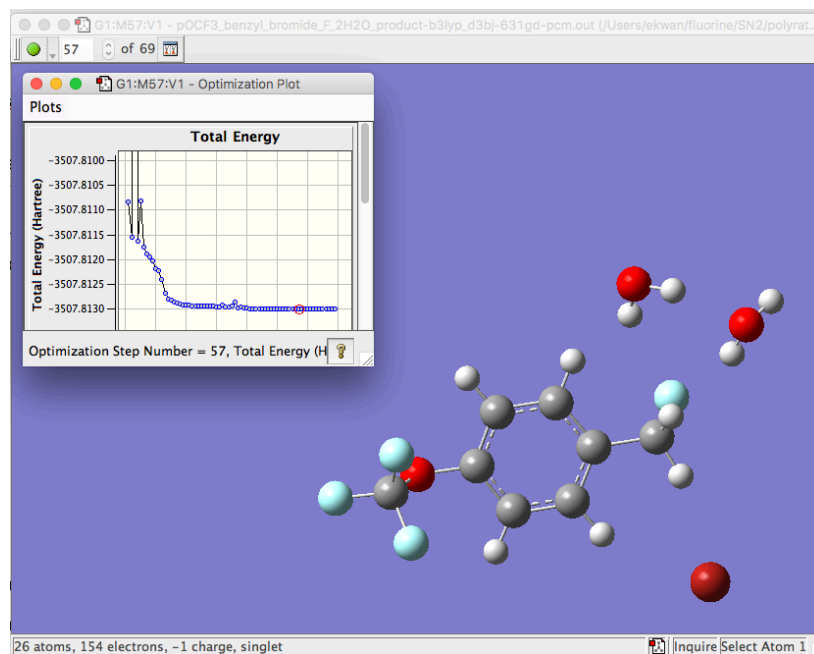 G1:M57:V1 - pOCF3_benzyl_bromide_F_2H2O_product-b3lyp_d3bj-631gd-pcm.out (/Users/ekwan/fluorine/SN2/polyrat...
57 of 69
G1:M57:V1 - Optimization Plot
Plots
Total Energy
Total Energy (Hartree)
-3507.8100
-3507.8105
-3507.8110
-3507.8115
-3507.8120
-3507.8125
-3507.8130
Optimization Step Number = 57, Total Energy (H
?
26 atoms, 154 electrons, -1 charge, singlet
Inquire
Select Atom 1